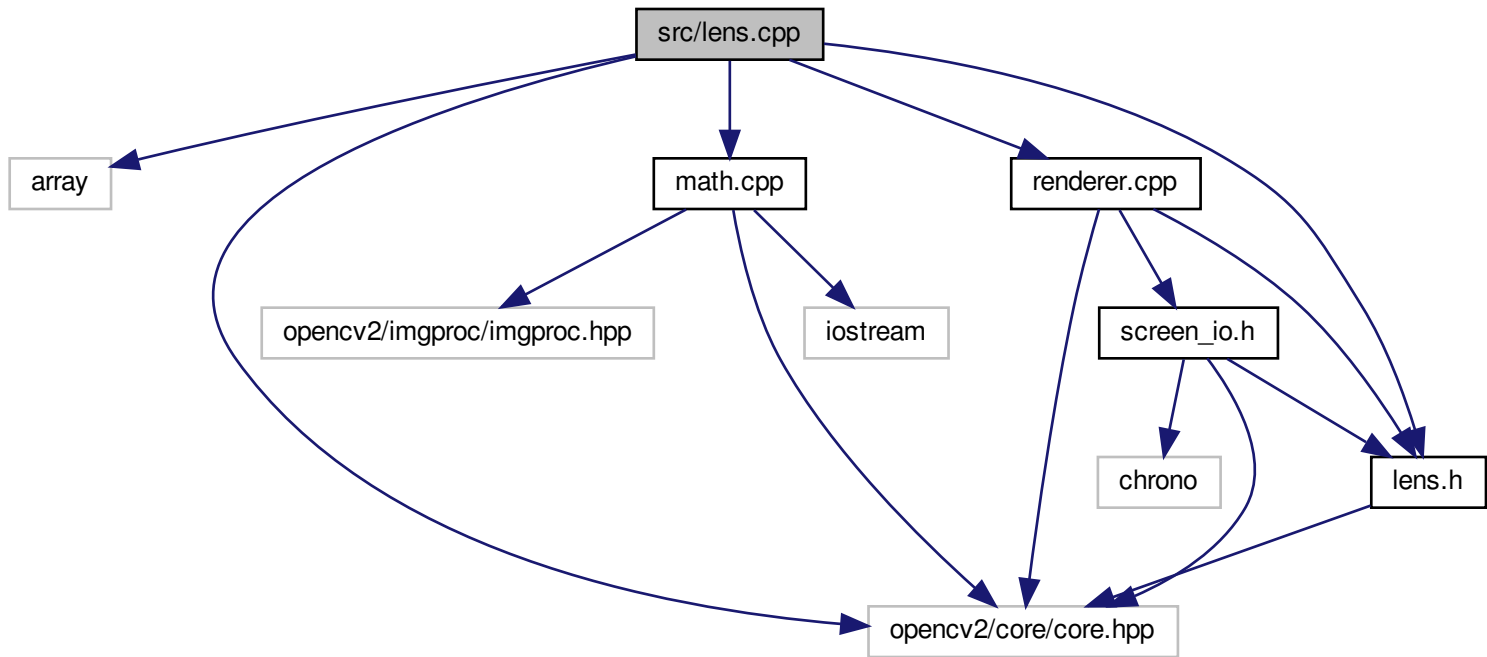 src/lens.cpp
array
math.cpp
renderer.cpp
opencv2/imgproc/imgproc.hpp
iostream
screen_io.h
chrono
lens.h
opencv2/core/core.hpp